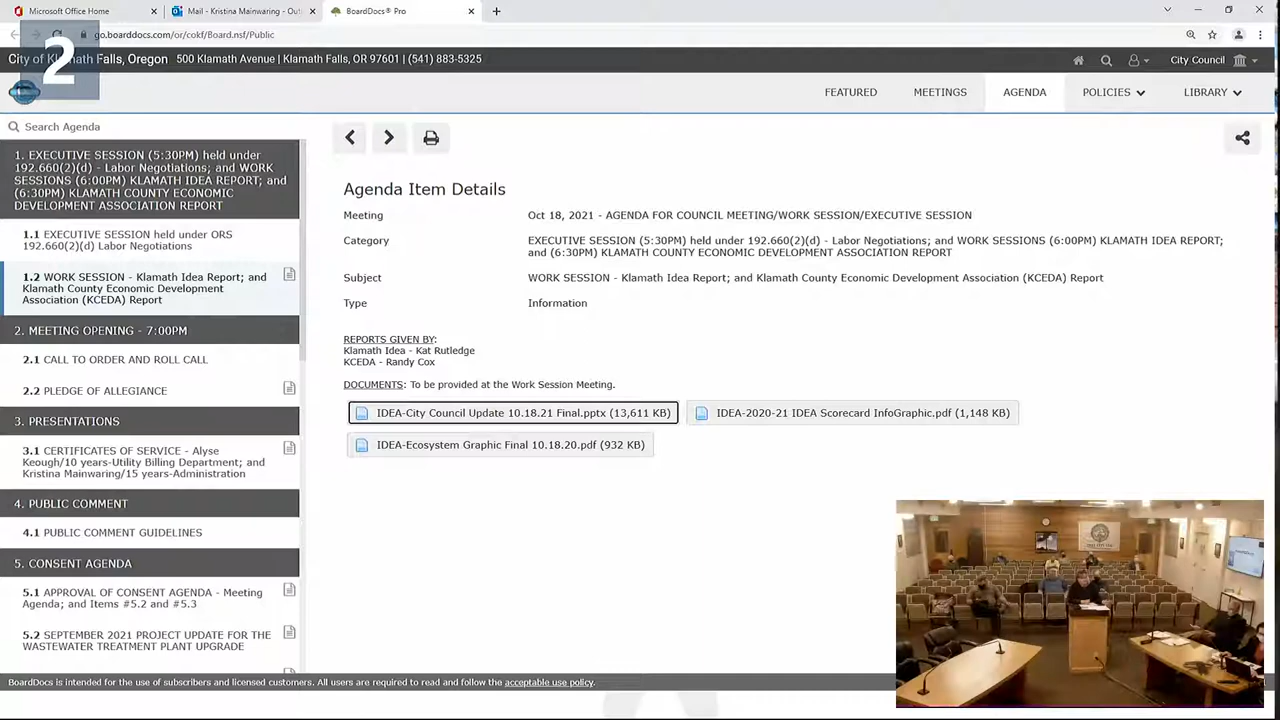 Microsoft Office Home
Mail - Kristina Mainwaring - Out
BoardDocs® Pro
go.boarddocs.com/or/cokf/Board.nsf/Public
2
City of Klamath Falls, Oregon 500 Klamath Avenue | Klamath Falls, OR 97601 | (541) 883-5325
City Council
FEATURED MEETINGS AGENDA POLICIES LIBRARY
Search Agenda
1. EXECUTIVE SESSION (5:30PM) held under
192.660(2)(d) - Labor Negotiations; and WORK
SESSIONS (6:00PM) KLAMATH IDEA REPORT; and
(6:30PM) KLAMATH COUNTY ECONOMIC
DEVELOPMENT ASSOCIATION REPORT
1.1 EXECUTIVE SESSION held under ORS
192.660(2)(d) Labor Negotiations
1.2 WORK SESSION - Klamath Idea Report; and
Klamath County Economic Development
Association (KCEDA) Report
2. MEETING OPENING - 7:00PM
2.1 CALL TO ORDER AND ROLL CALL
2.2 PLEDGE OF ALLEGIANCE
3. PRESENTATIONS
3.1 CERTIFICATES OF SERVICE - Alyse
Keough/10 years-Utility Billing Department; and
Kristina Mainwaring/15 years-Administration
4. PUBLIC COMMENT
4.1 PUBLIC COMMENT GUIDELINES
5. CONSENT AGENDA
5.1 APPROVAL OF CONSENT AGENDA - Meeting
Agenda; and Items #5.2 and #5.3
5.2 SEPTEMBER 2021 PROJECT UPDATE FOR THE
WASTEWATER TREATMENT PLANT UPGRADE
Agenda Item Details
Meeting Oct 18, 2021 - AGENDA FOR COUNCIL MEETING/WORK SESSION/EXECUTIVE SESSION
Category EXECUTIVE SESSION (5:30PM) held under 192.660(2)(d) - Labor Negotiations; and WORK SESSIONS (6:00PM) KLAMATH IDEA REPORT;
and (6:30PM) KLAMATH COUNTY ECONOMIC DEVELOPMENT ASSOCIATION REPORT
Subject WORK SESSION - Klamath Idea Report; and Klamath County Economic Development Association (KCEDA) Report
Type Information
REPORTS GIVEN BY:
Klamath Idea - Kat Rutledge
KCEDA - Randy Cox
DOCUMENTS: To be provided at the Work Session Meeting.
IDEA-City Council Update 10.18.21 Final.pptx (13,611 KB)
IDEA-2020-21 IDEA Scorecard InfoGraphic.pdf (1,148 KB)
IDEA-Ecosystem Graphic Final 10.18.20.pdf (932 KB)
BoardDocs is intended for the use of subscribers and licensed customers. All users are required to read and follow the acceptable use policy.